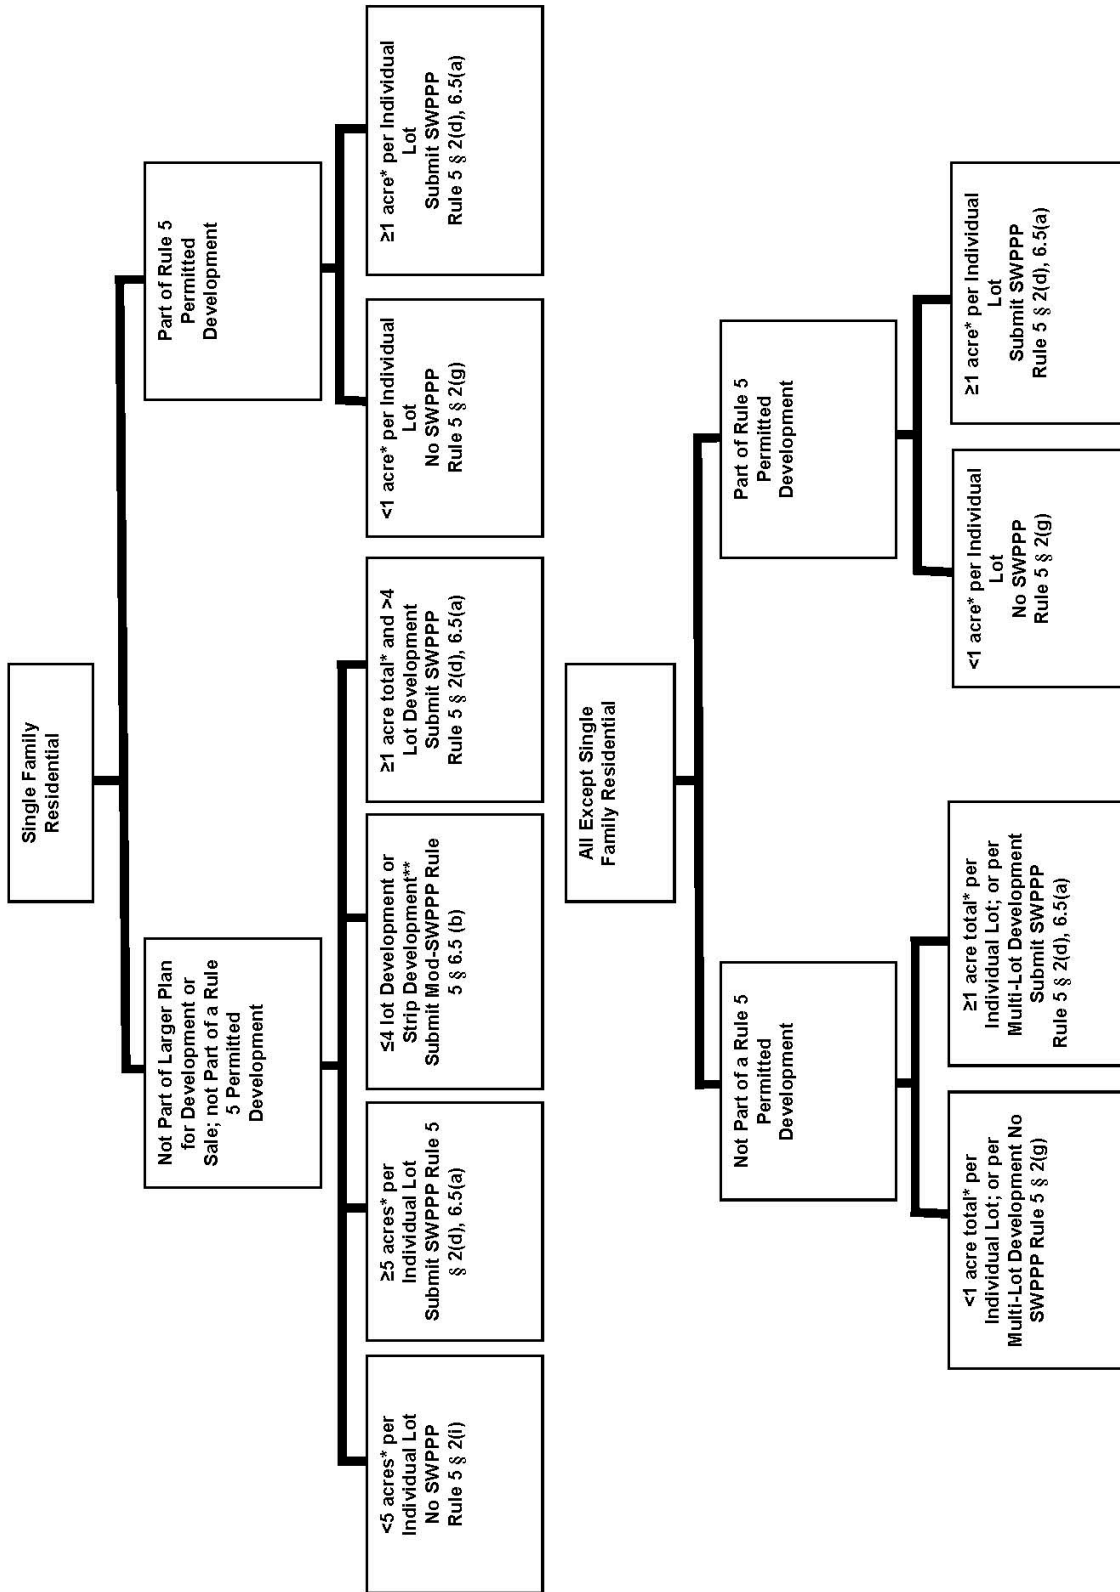 Single Family
Residential
Not Part of Larger Plan
for Development or
Sale; not Part of a Rule
5 Permitted
Development
Part of Rule 5
Permitted
Development
<5 acres* per
Individual Lot
No SWPPP
Rule 5 § 2(i)
≥5 acres* per
Individual Lot
Submit SWPPP Rule 5
§ 2(d), 6.5(a)
≤4 lot Development or
Strip Development**
Submit Mod-SWPPP Rule
5 § 6.5 (b)
≥1 acre total* and >4
Lot Development
Submit SWPPP
Rule 5 § 2(d), 6.5(a)
<1 acre* per Individual
Lot
No SWPPP
Rule 5 § 2(g)
≥1 acre* per Individual
Lot
Submit SWPPP
Rule 5 § 2(d), 6.5(a)
All Except Single
Family Residential
Not Part of a Rule 5
Permitted
Development
Part of Rule 5
Permitted
Development
<1 acre total* per
Individual Lot; or per
Multi-Lot Development No
SWPPP Rule 5 § 2(g)
≥1 acre total* per
Individual Lot; or per
Multi-Lot Development
Submit SWPPP
Rule 5 § 2(d), 6.5(a)
<1 acre* per Individual
Lot
No SWPPP
Rule 5 § 2(g)
≥1 acre* per Individual
Lot
Submit SWPPP
Rule 5 § 2(d), 6.5(a)